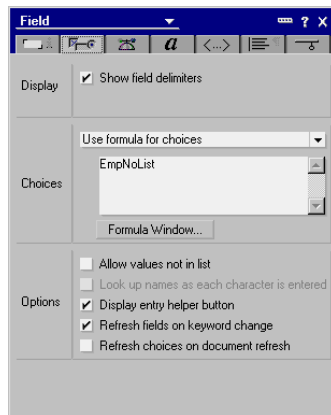 Field ? X
a <...>
Display
Show field delimiters
Choices
Use formula for choices
EmpNoList
Formula Window...
Options
Allow values not in list
Look up names as each character is entered
Display entry helper button
Refresh fields on keyword change
Refresh choices on document refresh